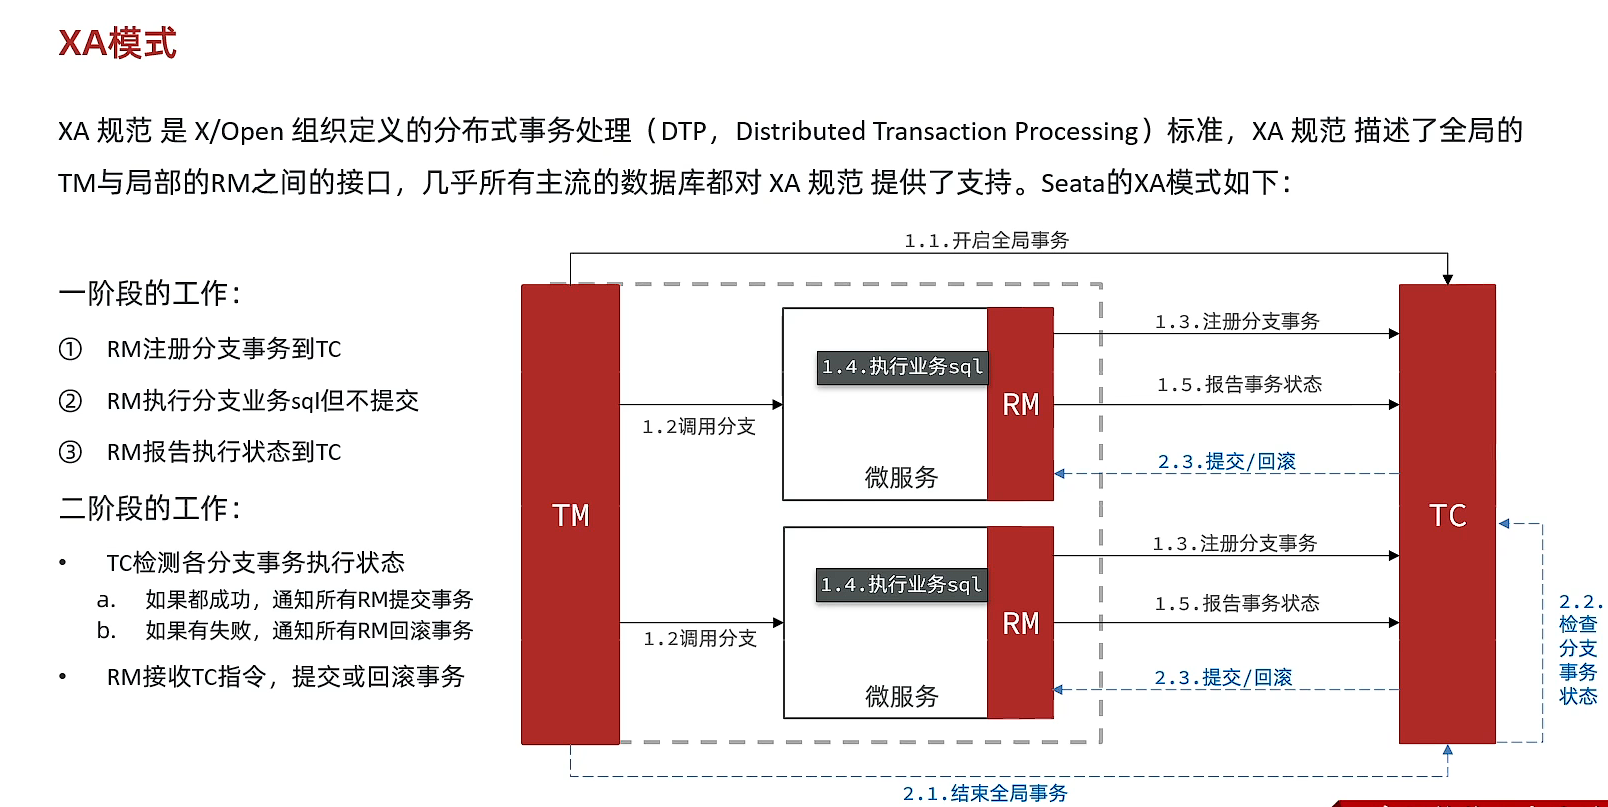 XA模式
XA 规范 是 X/Open 组织定义的分布式事务处理（DTP，Distributed Transaction Processing）标准，XA 规范 描述了全局的
TM与局部的RM之间的接口，几乎所有主流的数据库都对 XA 规范 提供了支持。Seata的XA模式如下：
一阶段的工作：
① RM注册分支事务到TC
② RM执行分支业务sql但不提交
③ RM报告执行状态到TC
二阶段的工作：
• TC检测各分支事务执行状态
a. 如果都成功，通知所有RM提交事务
b. 如果有失败，通知所有RM回滚事务
• RM接收TC指令，提交或回滚事务
1.1.开启全局事务
TM
1.2调用分支
1.4.执行业务sql
RM
微服务
1.3.注册分支事务
1.5.报告事务状态
2.3.提交/回滚
1.2调用分支
1.4.执行业务sql
RM
微服务
1.3.注册分支事务
1.5.报告事务状态
2.3.提交/回滚
TC
2.2.
检查
分支
事务
状态
2.1.结束全局事务